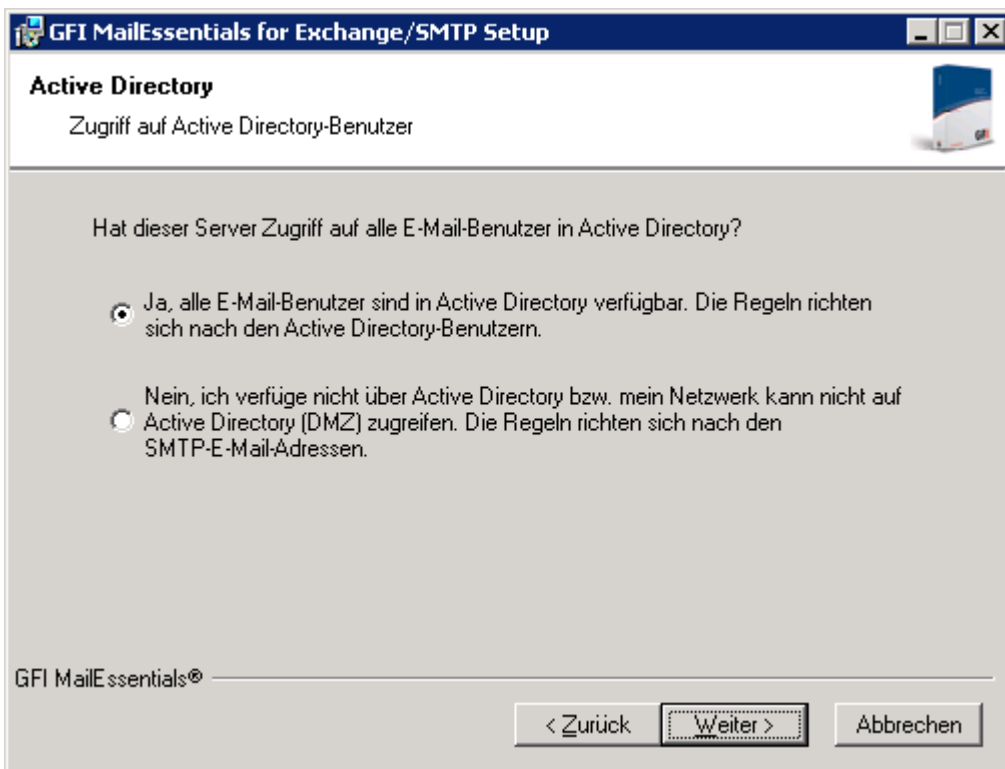 GFI MailEssentials for Exchange/SMTP Setup
Active Directory
Zugriff auf Active Directory-Benutzer
GFI
Hat dieser Server Zugriff auf alle E-Mail-Benutzer in Active Directory?
Ja, alle E-Mail-Benutzer sind in Active Directory verfügbar. Die Regeln richten
sich nach den Active Directory-Benutzern.
Nein, ich verfüge nicht über Active Directory bzw. mein Netzwerk kann nicht auf
Active Directory (DMZ) zugreifen. Die Regeln richten sich nach den
SMTP-E-Mail-Adressen.
GFI MailEssentials®
< Zurück
Weiter >
Abbrechen